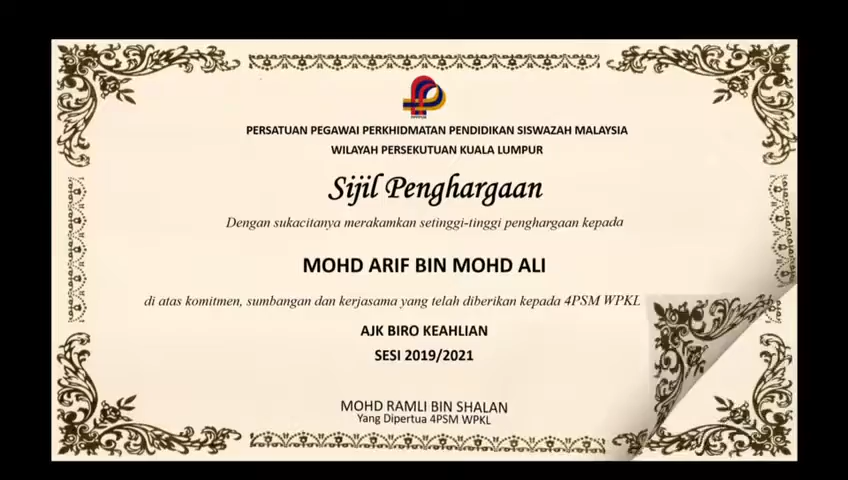 PERSATUAN PEGAWAI PERKHIDMATAN PENDIDIKAN SISWAZAH MALAYSIA
WILAYAH PERSEKUTUAN KUALA LUMPUR
Sijil Penghargaan
Dengan sukacitanya merakamkan setinggi-tinggi penghargaan kepada
MOHD ARIF BIN MOHD ALI
di atas komitmen, sumbangan dan kerjasama yang telah diberikan kepada 4PSM WPKL
AJK BIRO KEAHLIAN
SESI 2019/2021
MOHD RAMLI BIN SHALAN
Yang Dipertua 4PSM WPKL